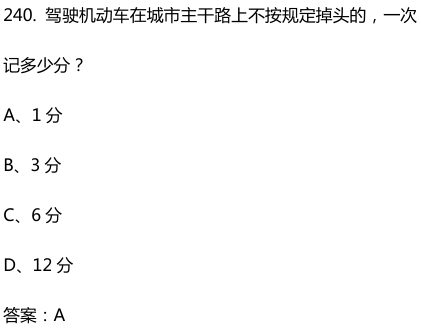 240. 驾驶机动车在城市主干路上不按规定掉头的，一次
记多少分？
A、1 分
B、3 分
C、6 分
D、12 分
答案：A